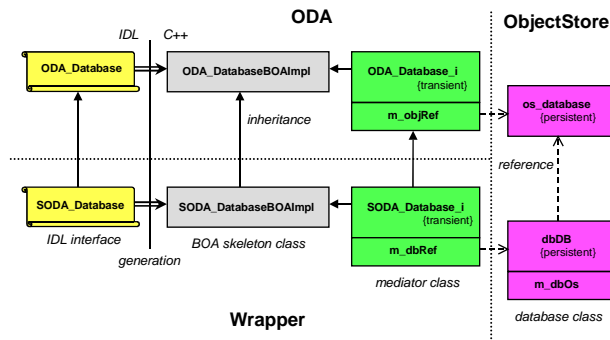 ODA
ObjectStore
IDL
C++
ODA_Database
ODA_DatabaseBOAImpl
ODA_Database_i
{transient}
m_objRef
os_database
{persistent}
inheritance
reference
SODA_Database
SODA_DatabaseBOAImpl
SODA_Database_i
{transient}
m_dbRef
dbDB
{persistent}
m_dbOs
IDL interface
BOA skeleton class
generation
mediator class
database class
Wrapper